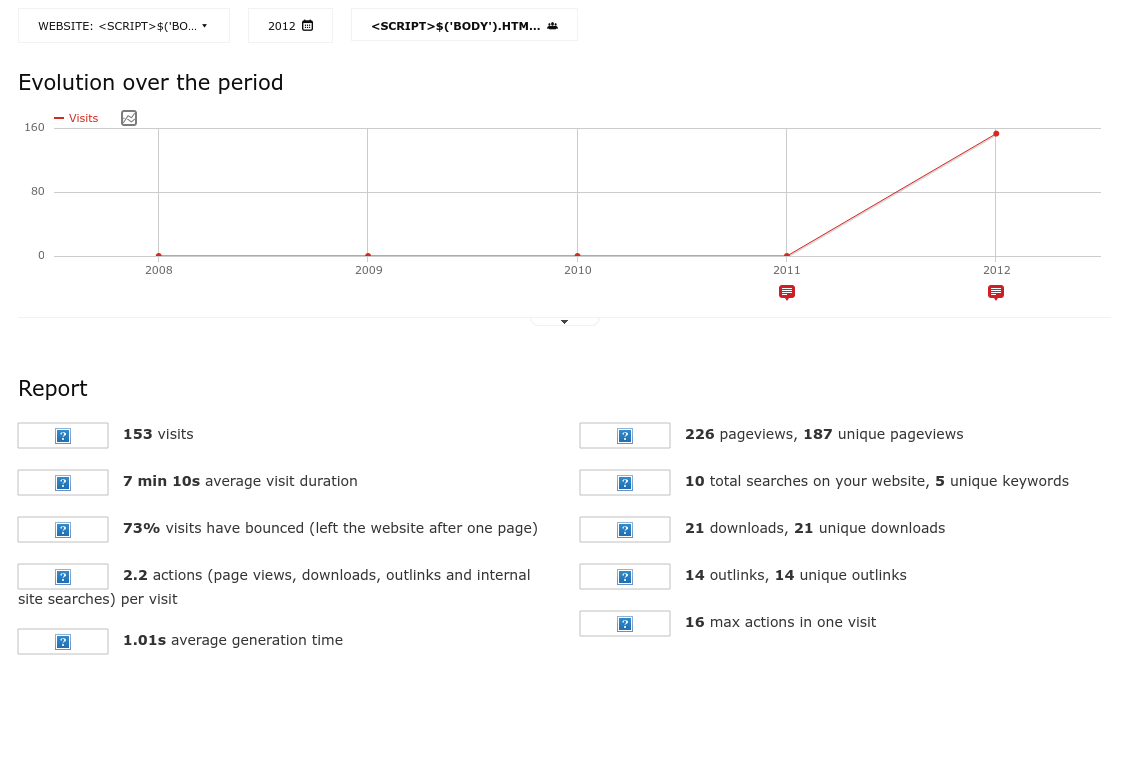 WEBSITE: <SCRIPT>$('BO...
2012
<SCRIPT>$('BODY').HTM...
Evolution over the period
Visits
160
80
0
2008 2009 2010 2011 2012
Report
153 visits
7 min 10s average visit duration
73% visits have bounced (left the website after one page)
2.2 actions (page views, downloads, outlinks and internal
site searches) per visit
1.01s average generation time
226 pageviews, 187 unique pageviews
10 total searches on your website, 5 unique keywords
21 downloads, 21 unique downloads
14 outlinks, 14 unique outlinks
16 max actions in one visit